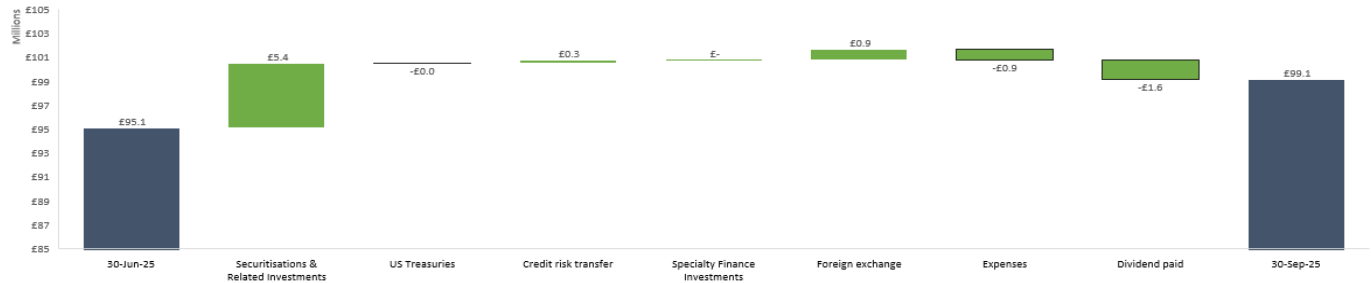 Millions
£105
£103
£101
£99
£97
£95
£93
£91
£89
£87
£85
£95.1
£5.4
-£0.0
£0.3
£-
£0.9
-£0.9
-£1.6
£99.1
30-Jun-25
Securitisations &
Related Investments
US Treasuries
Credit risk transfer
Specialty Finance
Investments
Foreign exchange
Expenses
Dividend paid
30-Sep-25